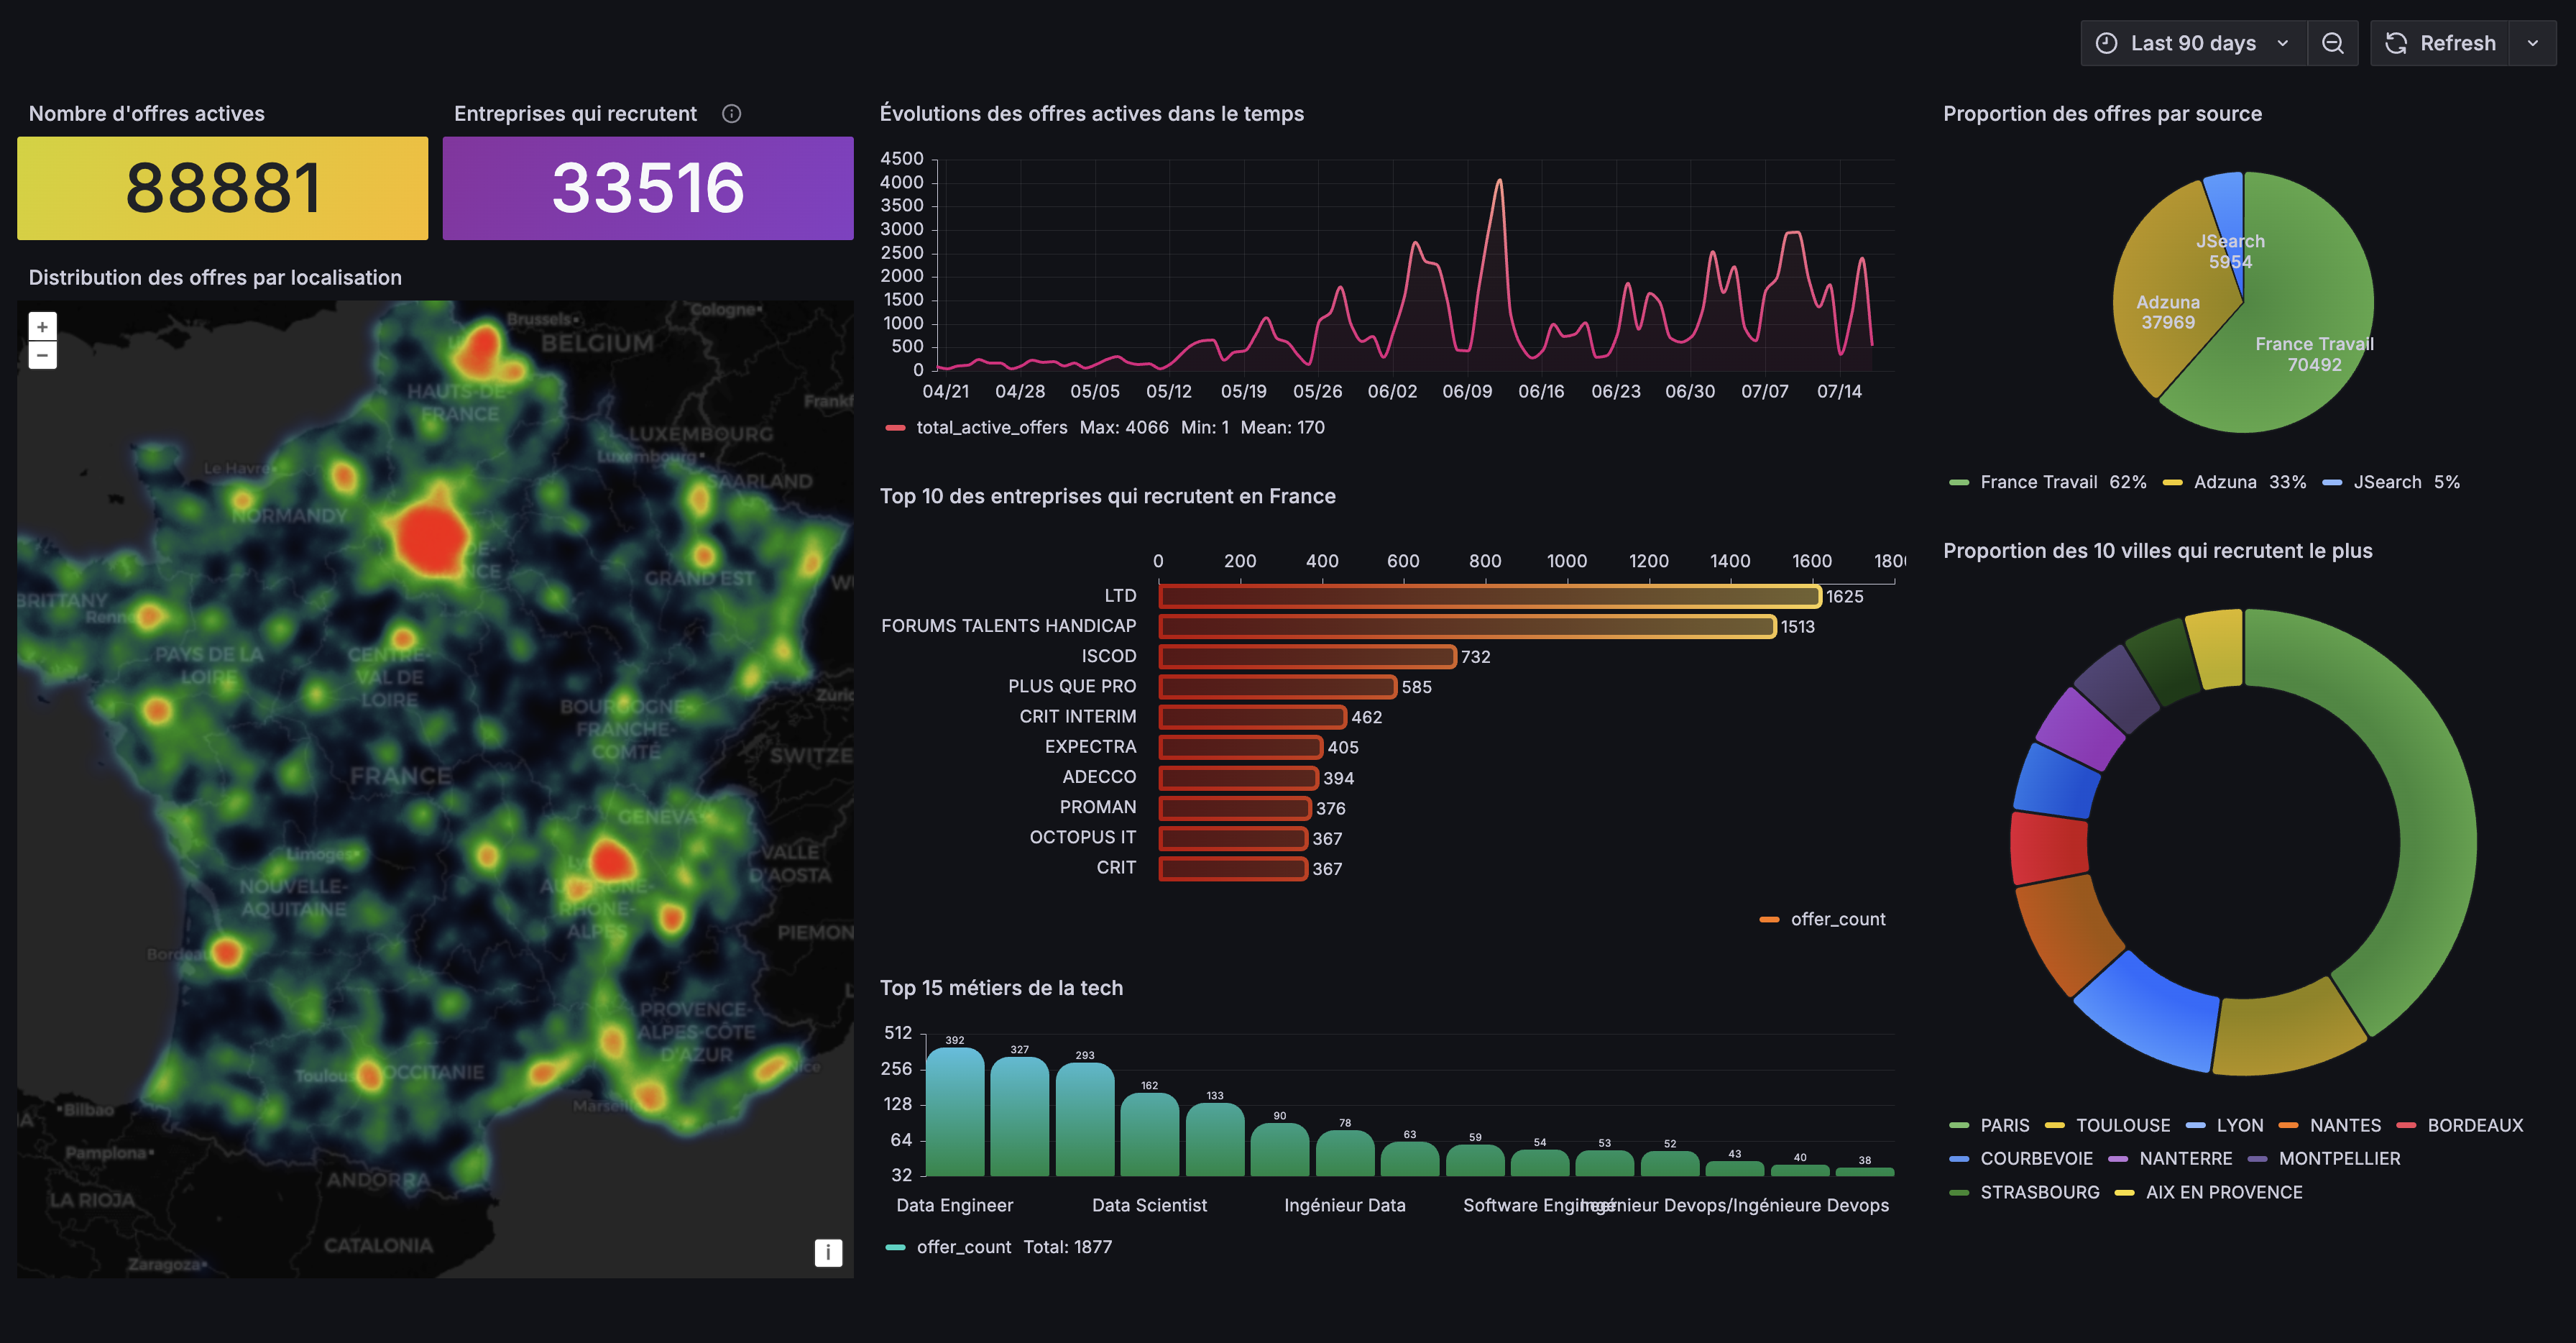 Last 90 days
Refresh
Nombre d'offres actives
88881
Entreprises qui recrutent
33516
Distribution des offres par localisation
+
−
Brussels
Cologne
BELGIUM
HAUTS-DE-
FRANCE
LUXEMBOURG
Luxembourg
Le Havre
SAARLAND
NORMANDY
GRAND EST
BRITTANY
PAYS DE LA
LOIRE
CENTRE-
VAL DE
LOIRE
BOURGOGNE-
FRANCHE-
COMTÉ
FRANCE
GENEVA
Limoges
VALLE
D'AOSTA
NOUVELLE-
AQUITAINE
RHÔNE-
ALPES
PROVENCE-
ALPES-CÔTE
D'AZUR
OCCITANIE
Bilbao
Pamplona
ANDORRA
LA RIOJA
CATALONIA
Zaragoza
i
Évolutions des offres actives dans le temps
4500
4000
3500
3000
2500
2000
1500
1000
500
0
04/21 04/28 05/05 05/12 05/19 05/26 06/02 06/09 06/16 06/23 06/30 07/07 07/14
total_active_offers Max: 4066 Min: 1 Mean: 170
Top 10 des entreprises qui recrutent en France
0 200 400 600 800 1000 1200 1400 1600
LTD 1625
FORUMS TALENTS HANDICAP 1513
ISCOD 732
PLUS QUE PRO 585
CRIT INTERIM 462
EXPECTRA 405
ADECCO 394
PROMAN 376
OCTOPUS IT 367
CRIT 367
offer_count
Top 15 métiers de la tech
512
256
128
64
32
392 327 293 162 133 90 78 63 59 54 53 52 43 40 38
Data Engineer Data Scientist Ingénieur Data Software Engineer Ingénieur Devops/Ingénieure Devops
offer_count Total: 1877
Proportion des offres par source
JSearch
5954
Adzuna
37969
France Travail
70492
France Travail 62% Adzuna 33% JSearch 5%
Proportion des 10 villes qui recrutent le plus
PARIS TOULOUSE LYON NANTES BORDEAUX
COURBEVOIE NANTERRE MONTPELLIER
STRASBOURG AIX EN PROVENCE